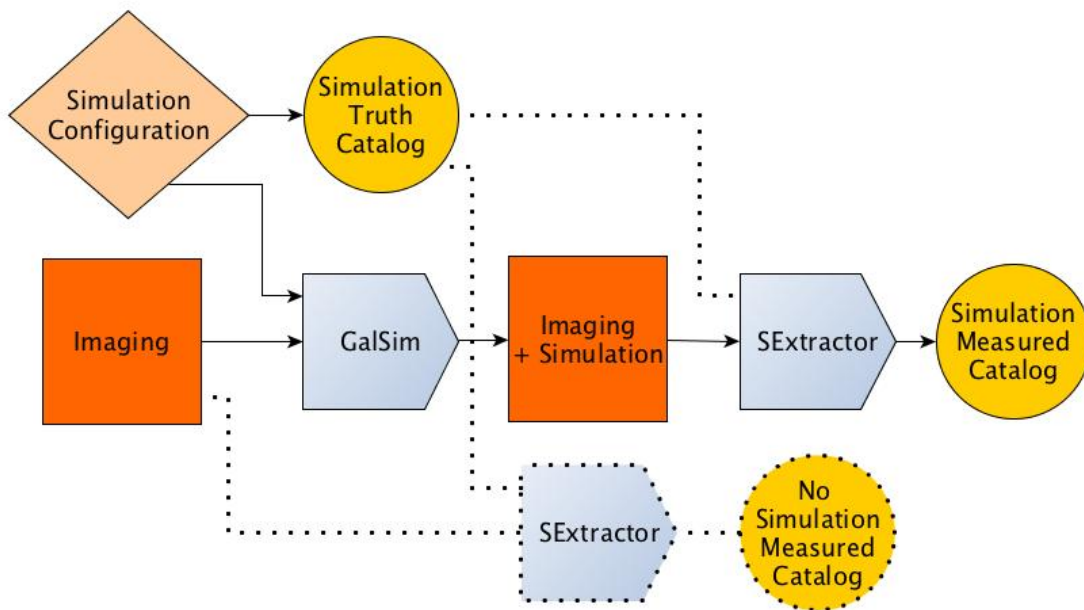 Simulation
Configuration
Simulation
Truth
Catalog
Imaging
GalSim
Imaging
+ Simulation
SExtractor
Simulation
Measured
Catalog
SExtractor
No
Simulation
Measured
Catalog